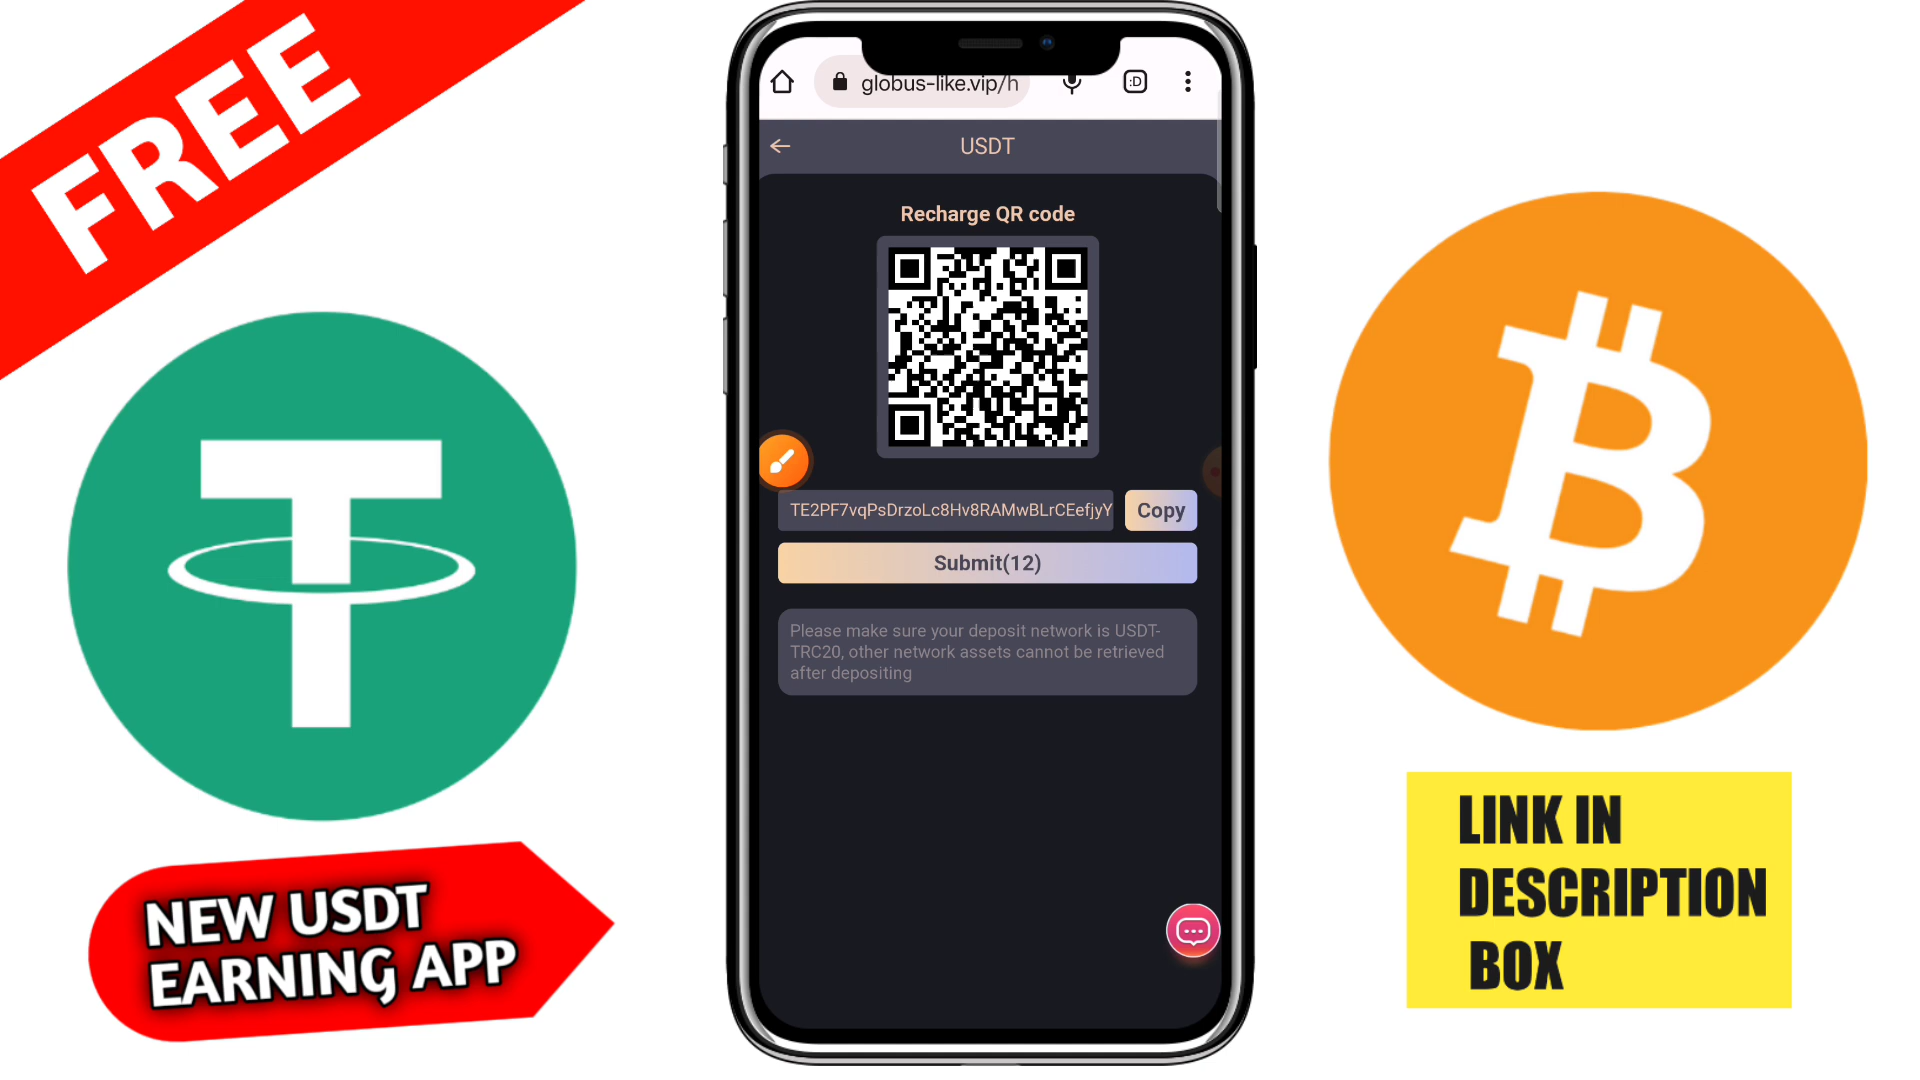 FREE
globus-like.vip/h
:D
USDT
Recharge QR code
TE2PF7vqPsDrzoLc8Hv8RAMwBLrCEefjyY
Copy
Submit(12)
Please make sure your deposit network is USDT-
TRC20, other network assets cannot be retrieved
after depositing
NEW USDT
EARNING APP
LINK IN
DESCRIPTION
BOX